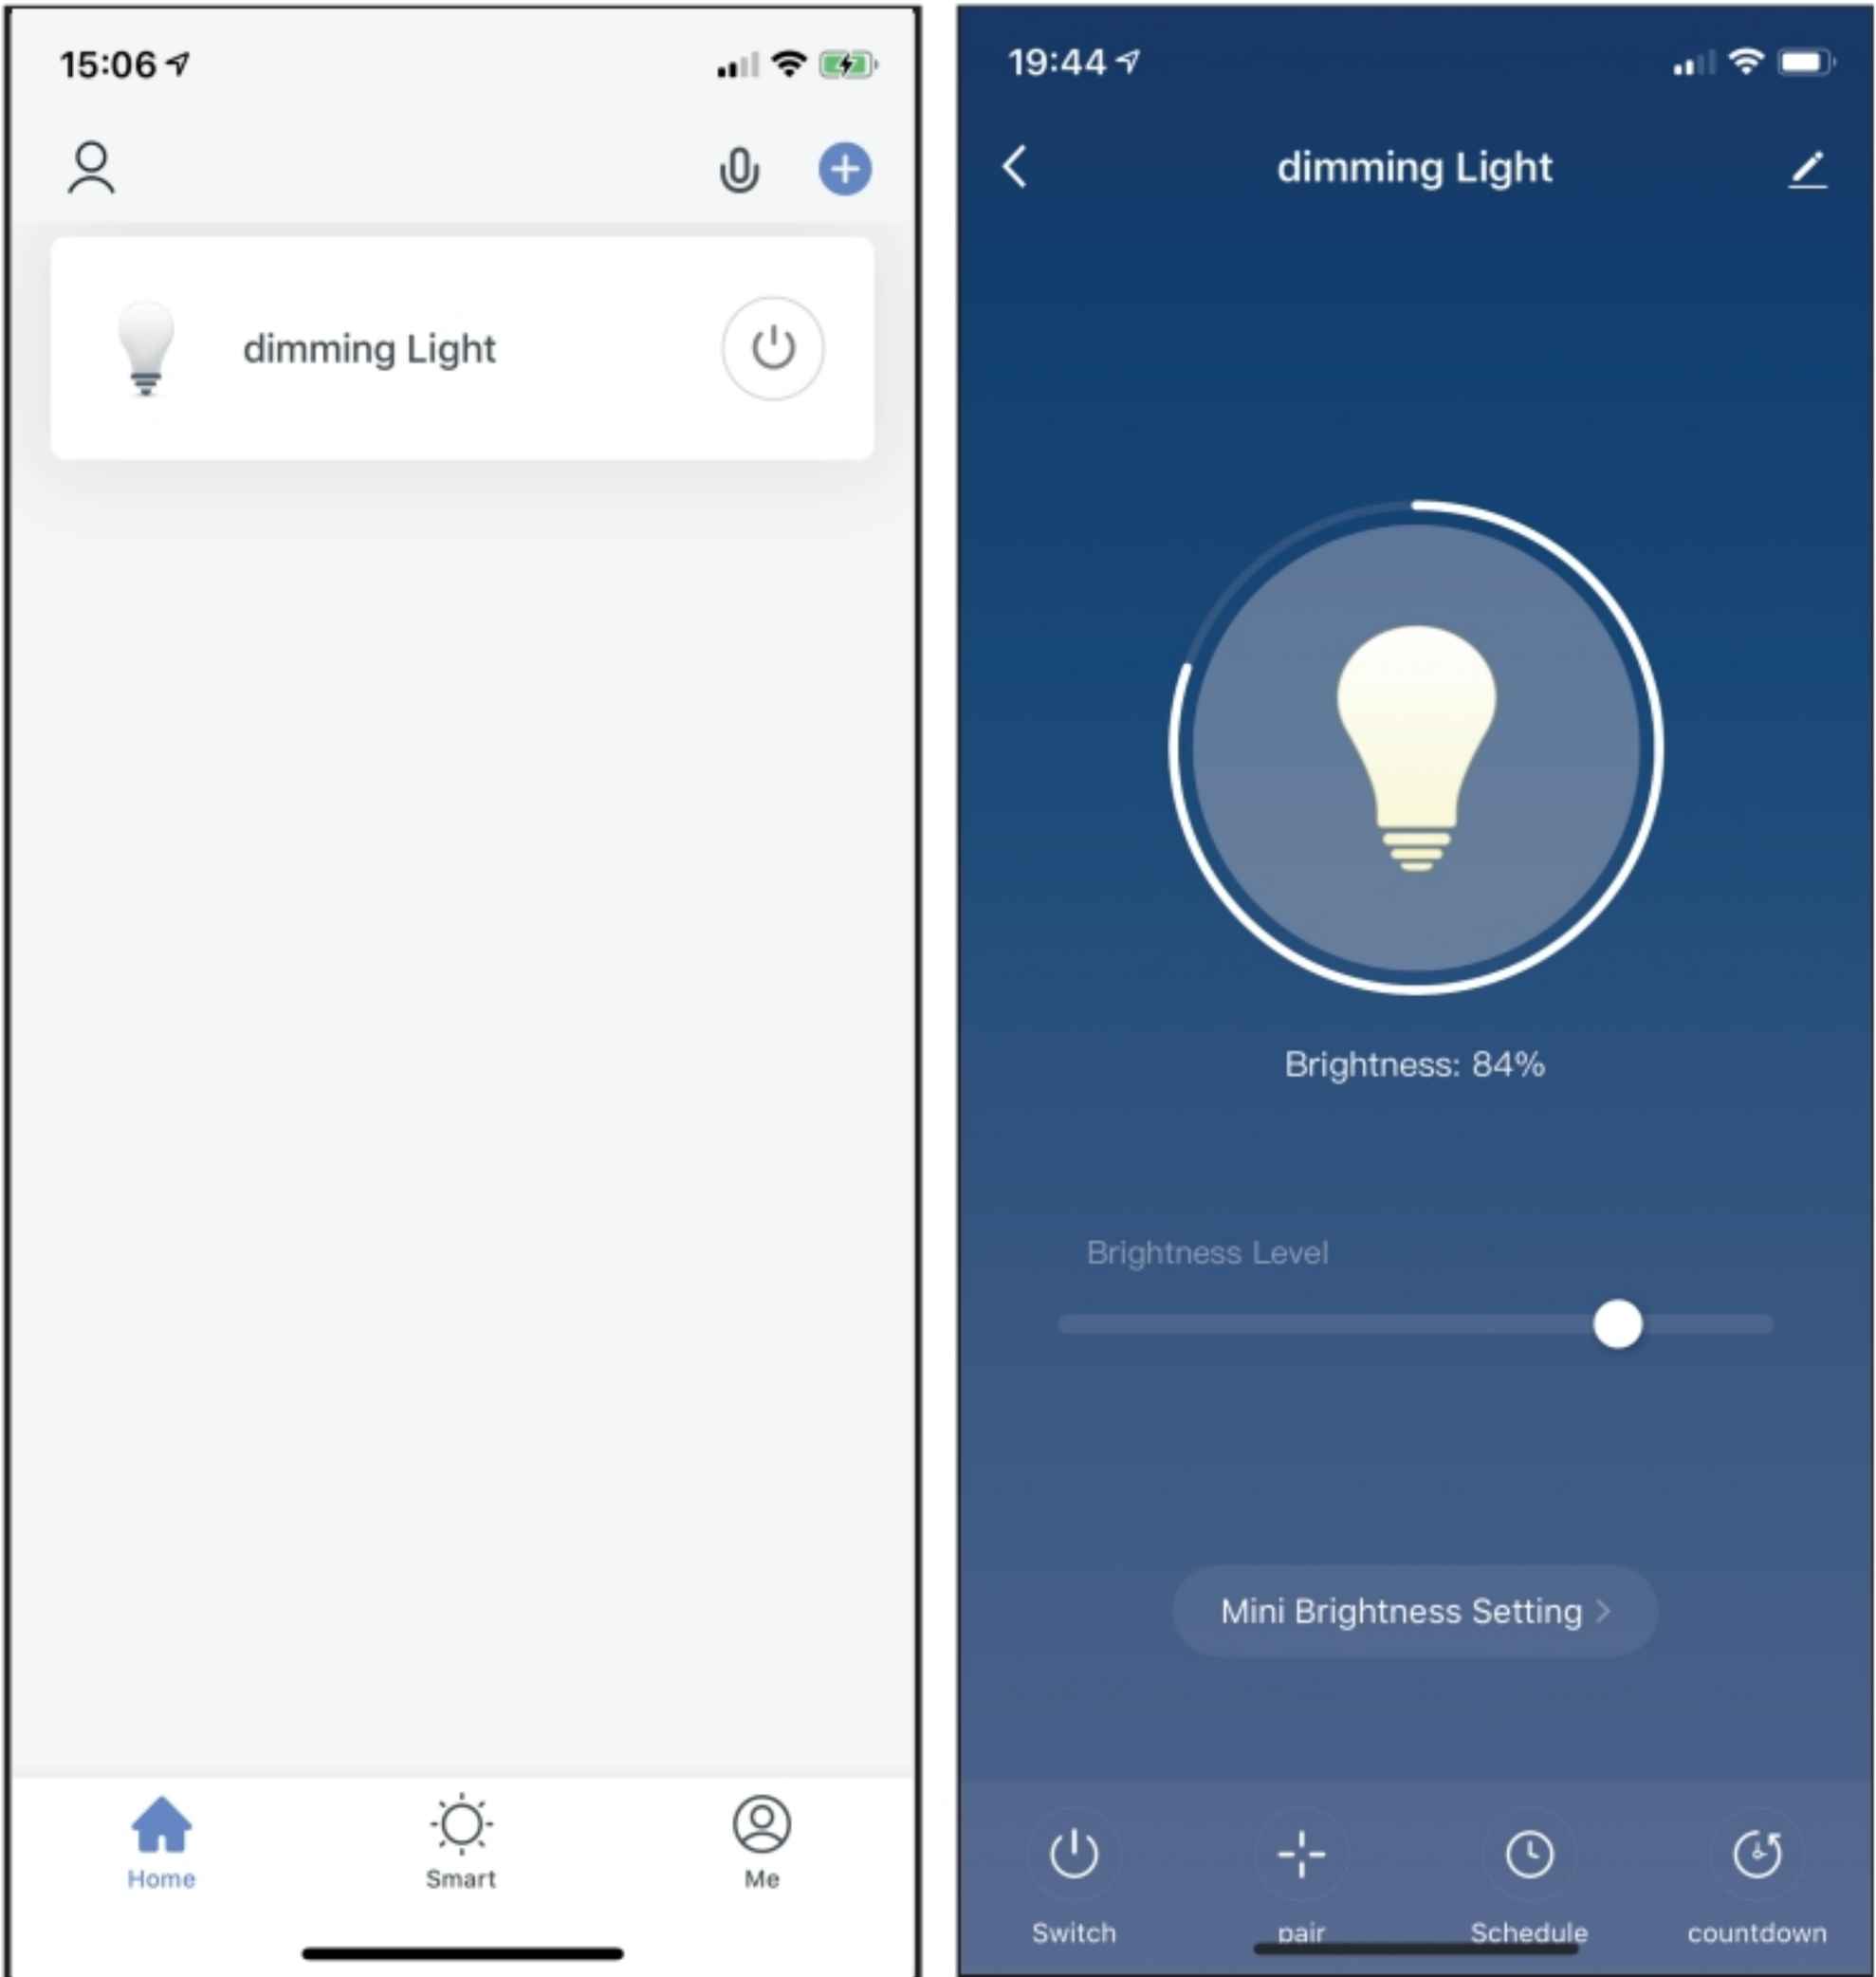 15:06
dimming Light
Home
Smart
Me
19:44
dimming Light
Brightness: 84%
Brightness Level
Mini Brightness Setting
Switch
pair
Schedule
countdown